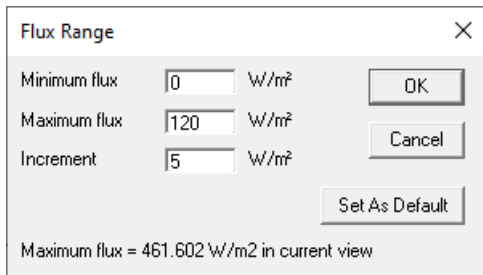 Flux Range
Minimum flux 0 W/m² OK
Maximum flux 120 W/m²
Cancel
Increment 5 W/m²
Set As Default
Maximum flux = 461.602 W/m2 in current view